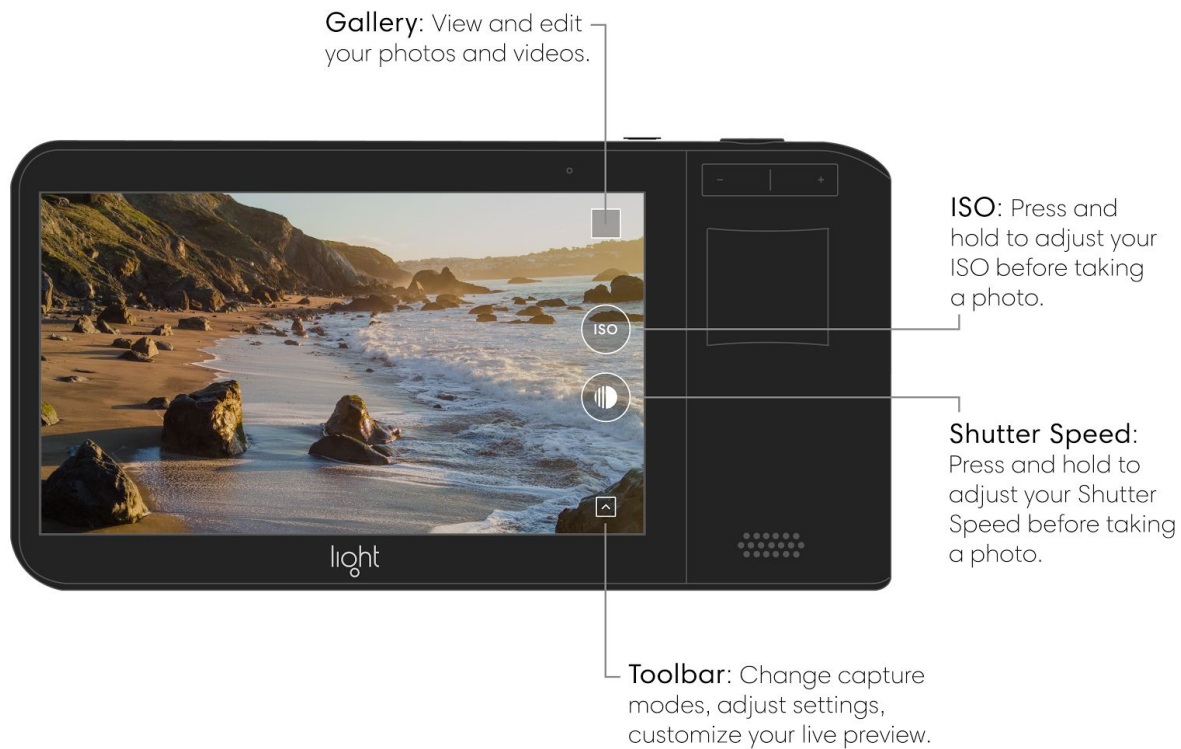 Gallery: View and edit
your photos and videos.
- +
ISO: Press and
hold to adjust your
ISO before taking
a photo.
ISO
Shutter Speed:
Press and hold to
adjust your Shutter
Speed before taking
a photo.
light
Toolbar: Change capture
modes, adjust settings,
customize your live preview.